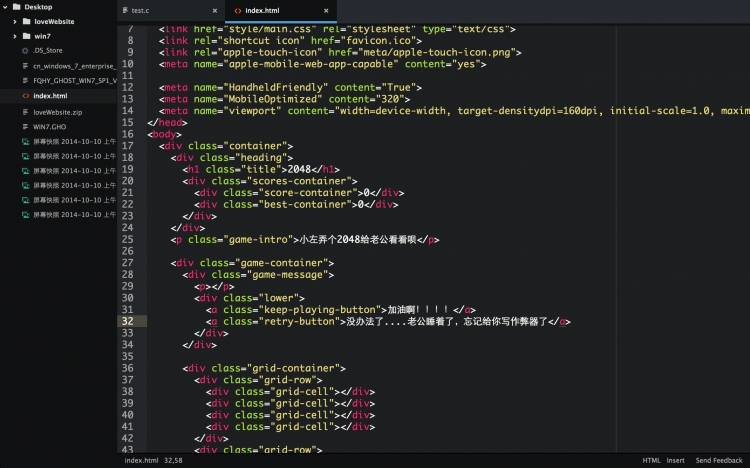 Desktop
loveWebsite
win7
.DS_Store
cn_windows_7_enterprise_
FQHY_GHOST_WIN7_SP1_V
index.html
loveWebsite.zip
WIN7.GHO
屏幕快照 2014-10-10 上午
屏幕快照 2014-10-10 上午
屏幕快照 2014-10-10 上午
屏幕快照 2014-10-10 上午
屏幕快照 2014-10-10 上午
屏幕快照 2014-10-10 上午
test.c × index.html ×
7 <link href="style/main.css" rel="stylesheet" type="text/css">
8 <link rel="shortcut icon" href="favicon.ico">
9 <link rel="apple-touch-icon" href="meta/apple-touch-icon.png">
10 <meta name="apple-mobile-web-app-capable" content="yes">
11
12 <meta name="HandheldFriendly" content="True">
13 <meta name="MobileOptimized" content="320">
14 <meta name="viewport" content="width=device-width, target-densitydpi=160dpi, initial-scale=1.0, maxim
15 </head>
16 <body>
17 <div class="container">
18 <div class="heading">
19 <h1 class="title">2048</h1>
20 <div class="scores-container">
21 <div class="score-container">0</div>
22 <div class="best-container">0</div>
23 </div>
24 </div>
25 <p class="game-intro">小左弄个2048给老公看看呗</p>
26
27 <div class="game-container">
28 <div class="game-message">
29 <p></p>
30 <div class="lower">
31 <a class="keep-playing-button">加油啊！！！！</a>
32 <a class="retry-button">没办法了....老公睡着了，忘记给你写作弊器了</a>
33 </div>
34 </div>
35
36 <div class="grid-container">
37 <div class="grid-row">
38 <div class="grid-cell"></div>
39 <div class="grid-cell"></div>
40 <div class="grid-cell"></div>
41 <div class="grid-cell"></div>
42 </div>
43 <div class="grid-row">
index.html 32,58 HTML Insert Send Feedback